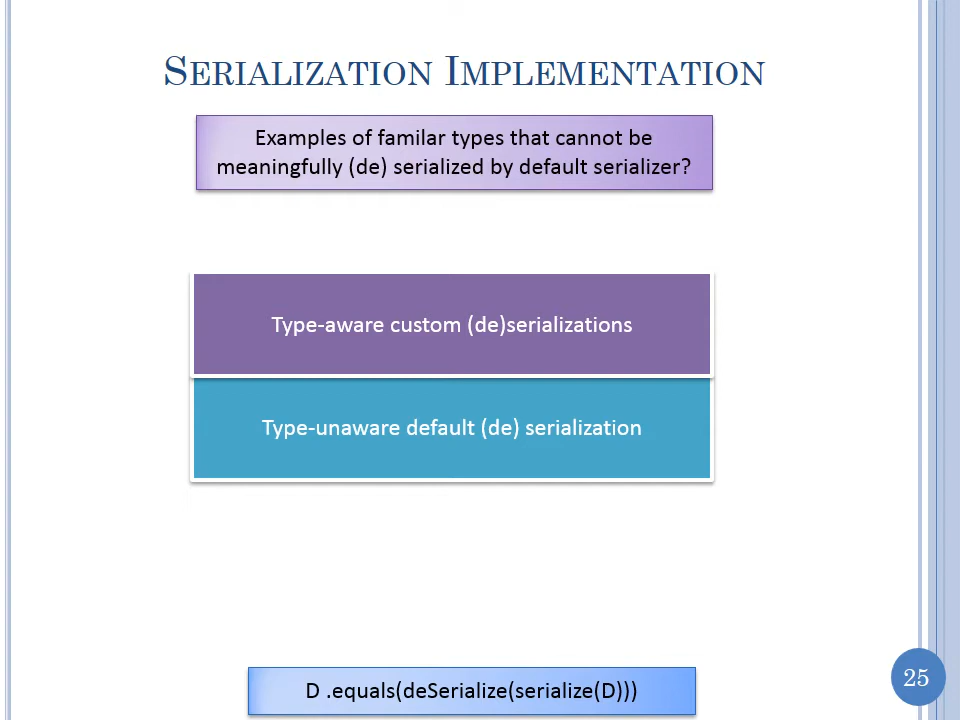 SERIALIZATION IMPLEMENTATION
Examples of familar types that cannot be
meaningfully (de) serialized by default serializer?
Type-aware custom (de)serializations
Type-unaware default (de) serialization
D .equals(deSerialize(serialize(D)))
25